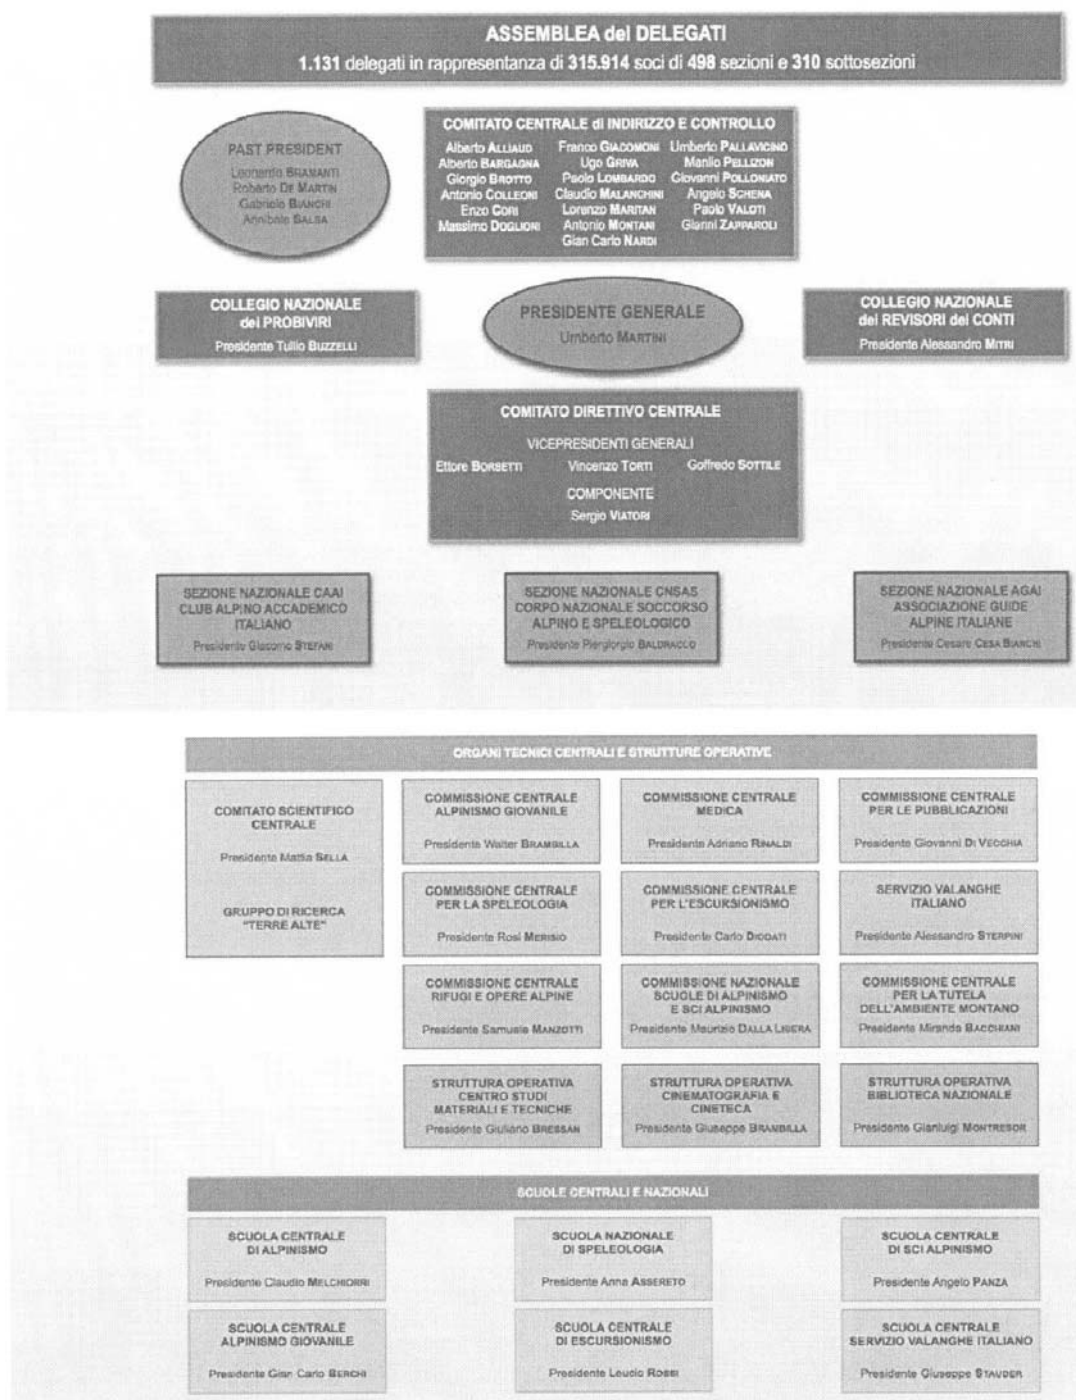 ASSEMBLEA dei DELEGATI
1.131 delegati in rappresentanza di 315.914 soci di 498 sezioni e 310 sottosezioni
PAST PRESIDENT
Leonardo BRAMANTI
Roberto DE MARTIN
Gabriele BIANCHI
Annibale SALSA
COMITATO CENTRALE di INDIRIZZO E CONTROLLO
Alberto ALLIAUD Franco GIACOMONI Umberto PALLAVICINO
Alberto BARGAGNA Ugo GRIVA Manlio PELLIZON
Giorgio BROTTO Paolo LOMBARDO Giovanni POLLONIATO
Antonio COLLEONI Claudio MALANCHINI Angelo SCHENA
Enzo CORI Lorenzo MARITAN Paolo VALOTI
Massimo DOGLIONI Antonio MONTANI Gianni ZAPPAROLI
Gian Carlo NARDI
COLLEGIO NAZIONALE
dei PROBIVIRI
Presidente Tullio BUZZELLI
PRESIDENTE GENERALE
Umberto MARTINI
COLLEGIO NAZIONALE
dei REVISORI dei CONTI
Presidente Alessandro MITRI
COMITATO DIRETTIVO CENTRALE
VICEPRESIDENTI GENERALI
Ettore BORSETTI Vincenzo TORTI Goffredo SOTTILE
COMPONENTE
Sergio VIATORI
SEZIONE NAZIONALE CAAI
CLUB ALPINO ACCADEMICO
ITALIANO
Presidente Giacomo STEFANI
SEZIONE NAZIONALE CNSAS
CORPO NAZIONALE SOCCORSO
ALPINO E SPELEOLOGICO
Presidente Piergiorgio BALDRACCO
SEZIONE NAZIONALE AGAI
ASSOCIAZIONE GUIDE
ALPINE ITALIANE
Presidente Cesare CESA BIANCHI
ORGANI TECNICI CENTRALI E STRUTTURE OPERATIVE
COMITATO SCIENTIFICO
CENTRALE
Presidente Mattia SELLA
GRUPPO DI RICERCA
"TERRE ALTE"
COMMISSIONE CENTRALE
ALPINISMO GIOVANILE
Presidente Walter BRAMBILLA
COMMISSIONE CENTRALE
MEDICA
Presidente Adriano RINALDI
COMMISSIONE CENTRALE
PER LE PUBBLICAZIONI
Presidente Giovanni DI VECCHIA
COMMISSIONE CENTRALE
PER LA SPELEOLOGIA
Presidente Rosi MERISIO
COMMISSIONE CENTRALE
PER L'ESCURSIONISMO
Presidente Carlo DIODATI
SERVIZIO VALANGHE
ITALIANO
Presidente Alessandro STERPINI
COMMISSIONE CENTRALE
RIFUGI E OPERE ALPINE
Presidente Samuele MANZOTTI
COMMISSIONE NAZIONALE
SCUOLE DI ALPINISMO
E SCI ALPINISMO
Presidente Maurizio DALLA LIBERA
COMMISSIONE CENTRALE
PER LA TUTELA
DELL'AMBIENTE MONTANO
Presidente Miranda BACCHIANI
STRUTTURA OPERATIVA
CENTRO STUDI
MATERIALI E TECNICHE
Presidente Giuliano BRESSAN
STRUTTURA OPERATIVA
CINEMATOGRAFIA E
CINETECA
Presidente Giuseppe BRAMBILLA
STRUTTURA OPERATIVA
BIBLIOTECA NAZIONALE
Presidente Gianluigi MONTRESOR
SCUOLE CENTRALI E NAZIONALI
SCUOLA CENTRALE
DI ALPINISMO
Presidente Claudio MELCHIORRI
SCUOLA NAZIONALE
DI SPELEOLOGIA
Presidente Anna ASSERETO
SCUOLA CENTRALE
DI SCI ALPINISMO
Presidente Angelo PANZA
SCUOLA CENTRALE
ALPINISMO GIOVANILE
Presidente Gian Carlo BERCHI
SCUOLA CENTRALE
DI ESCURSIONISMO
Presidente Leucio ROSSI
SCUOLA CENTRALE
SERVIZIO VALANGHE ITALIANO
Presidente Giuseppe STAUDER